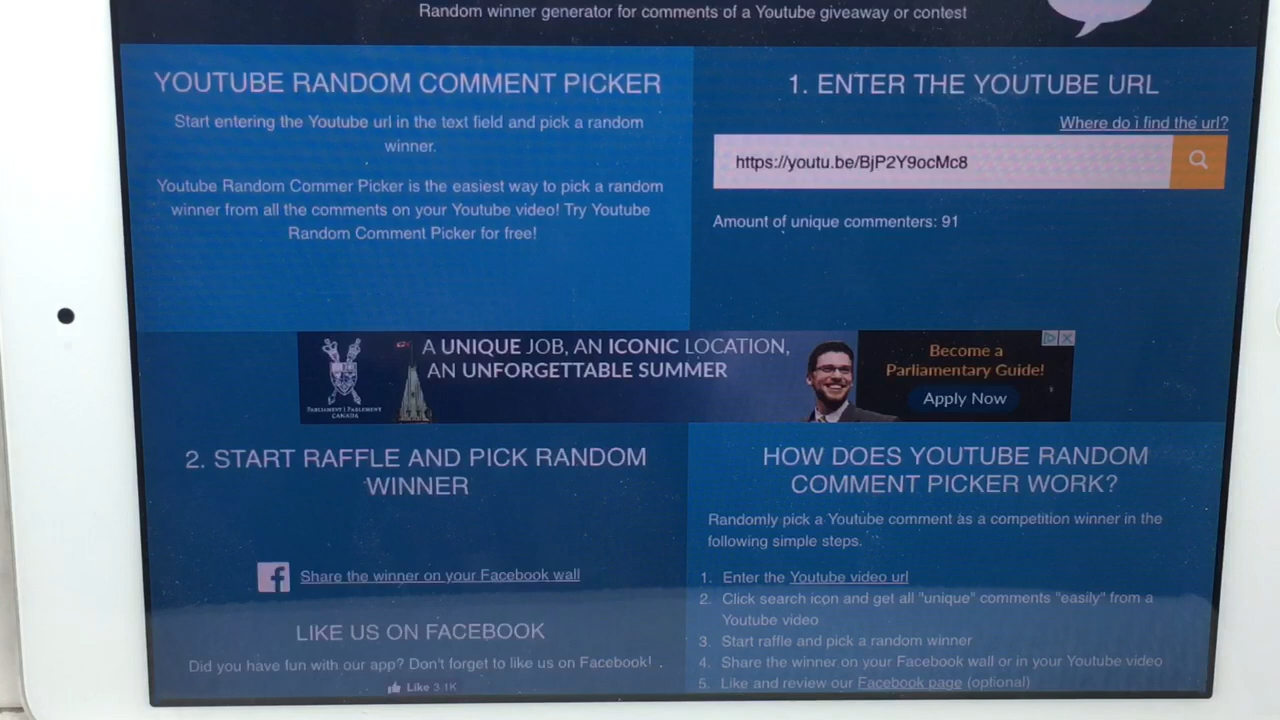 Random winner generator for comments of a Youtube giveaway or contest
YOUTUBE RANDOM COMMENT PICKER
Start entering the Youtube url in the text field and pick a random
winner.
Youtube Random Commer Picker is the easiest way to pick a random
winner from all the comments on your Youtube video! Try Youtube
Random Comment Picker for free!
1. ENTER THE YOUTUBE URL
Where do i find the url?
https://youtu.be/BjP2Y9ocMc8
Amount of unique commenters: 91
PARLIAMENT | PARLEMENT
CANADA
A UNIQUE JOB, AN ICONIC LOCATION,
AN UNFORGETTABLE SUMMER
Become a
Parliamentary Guide!
Apply Now
2. START RAFFLE AND PICK RANDOM
WINNER
Share the winner on your Facebook wall
LIKE US ON FACEBOOK
Did you have fun with our app? Don't forget to like us on Facebook!
Like 3.1K
HOW DOES YOUTUBE RANDOM
COMMENT PICKER WORK?
Randomly pick a Youtube comment as a competition winner in the
following simple steps.
1. Enter the Youtube video url
2. Click search icon and get all "unique" comments "easily" from a
Youtube video
3. Start raffle and pick a random winner
4. Share the winner on your Facebook wall or in your Youtube video
5. Like and review our Facebook page (optional)